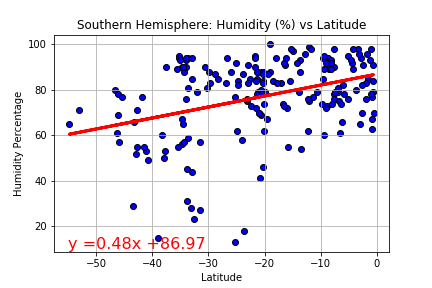 Southern Hemisphere: Humidity (%) vs Latitude
Humidity Percentage
100
80
60
40
20
y =0.48x +86.97
−50
−40
−30
−20
−10
0
Latitude